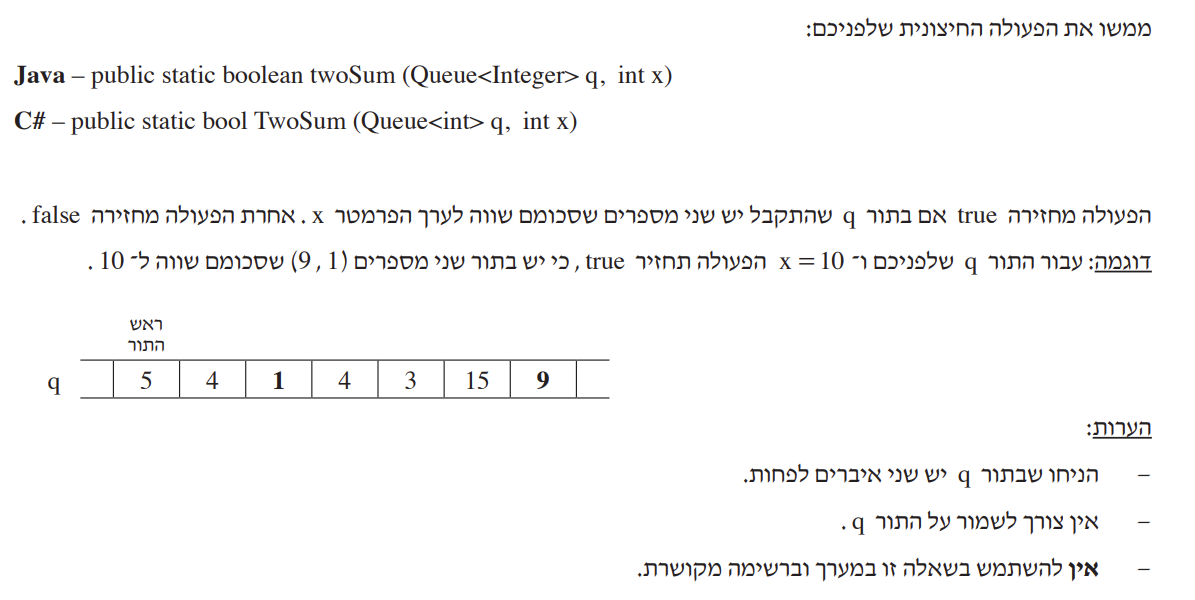 ממשו את הפעולה החיצונית שלפניכם:
Java – public static boolean twoSum (Queue<Integer> q, int x)
C# – public static bool TwoSum (Queue<int> q, int x)
הפעולה מחזירה true אם בתור q שהתקבל יש שני מספרים שסכומם שווה לערך הפרמטר x . אחרת הפעולה מחזירה false .
דוגמה: עבור התור q שלפניכם ו־ x = 10 הפעולה תחזיר true , כי יש בתור שני מספרים (1 , 9) שסכומם שווה ל־ 10 .
ראש
התור
q 5 4 1 4 3 15 9
הערות:
– הניחו שבתור q יש שני איברים לפחות.
– אין צורך לשמור על התור q .
– אין להשתמש בשאלה זו במערך וברשימה מקושרת.